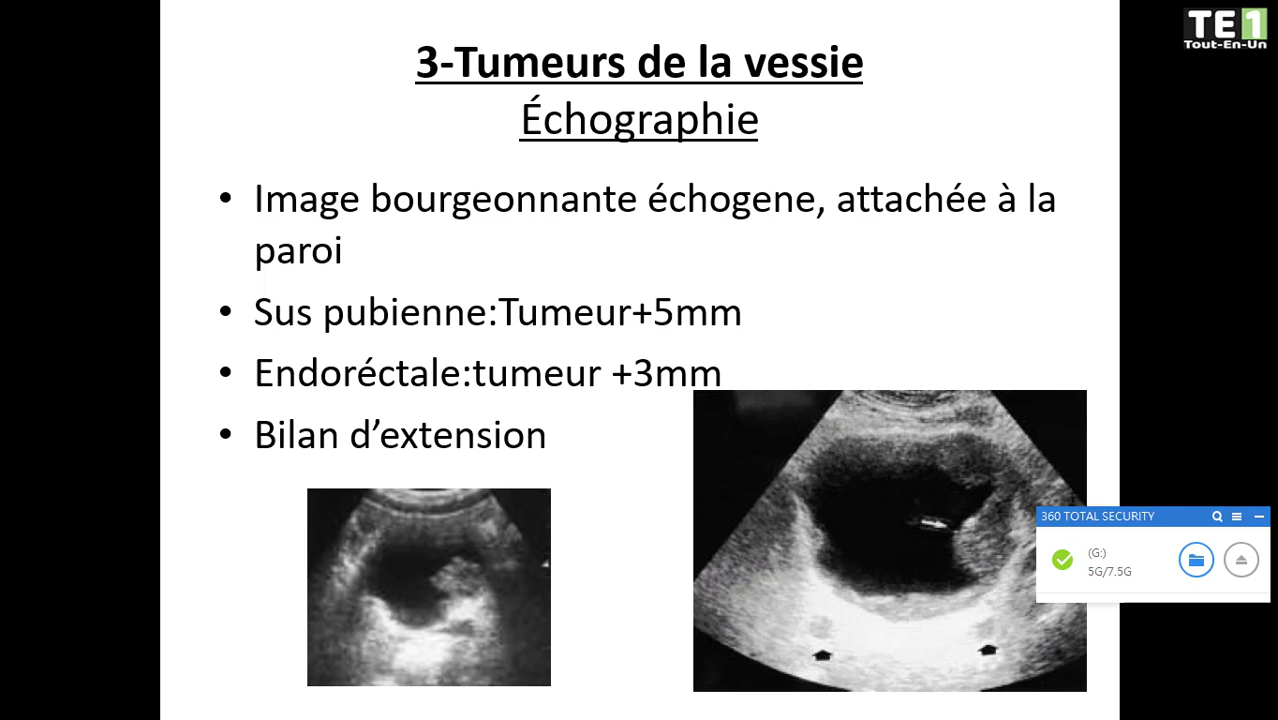 TE1
Tout-En-Un
3-Tumeurs de la vessie
Échographie
• Image bourgeonnante échogene, attachée à la
paroi
• Sus pubienne:Tumeur+5mm
• Endoréctale:tumeur +3mm
• Bilan d’extension
360 TOTAL SECURITY
(G:)
5G/7.5G